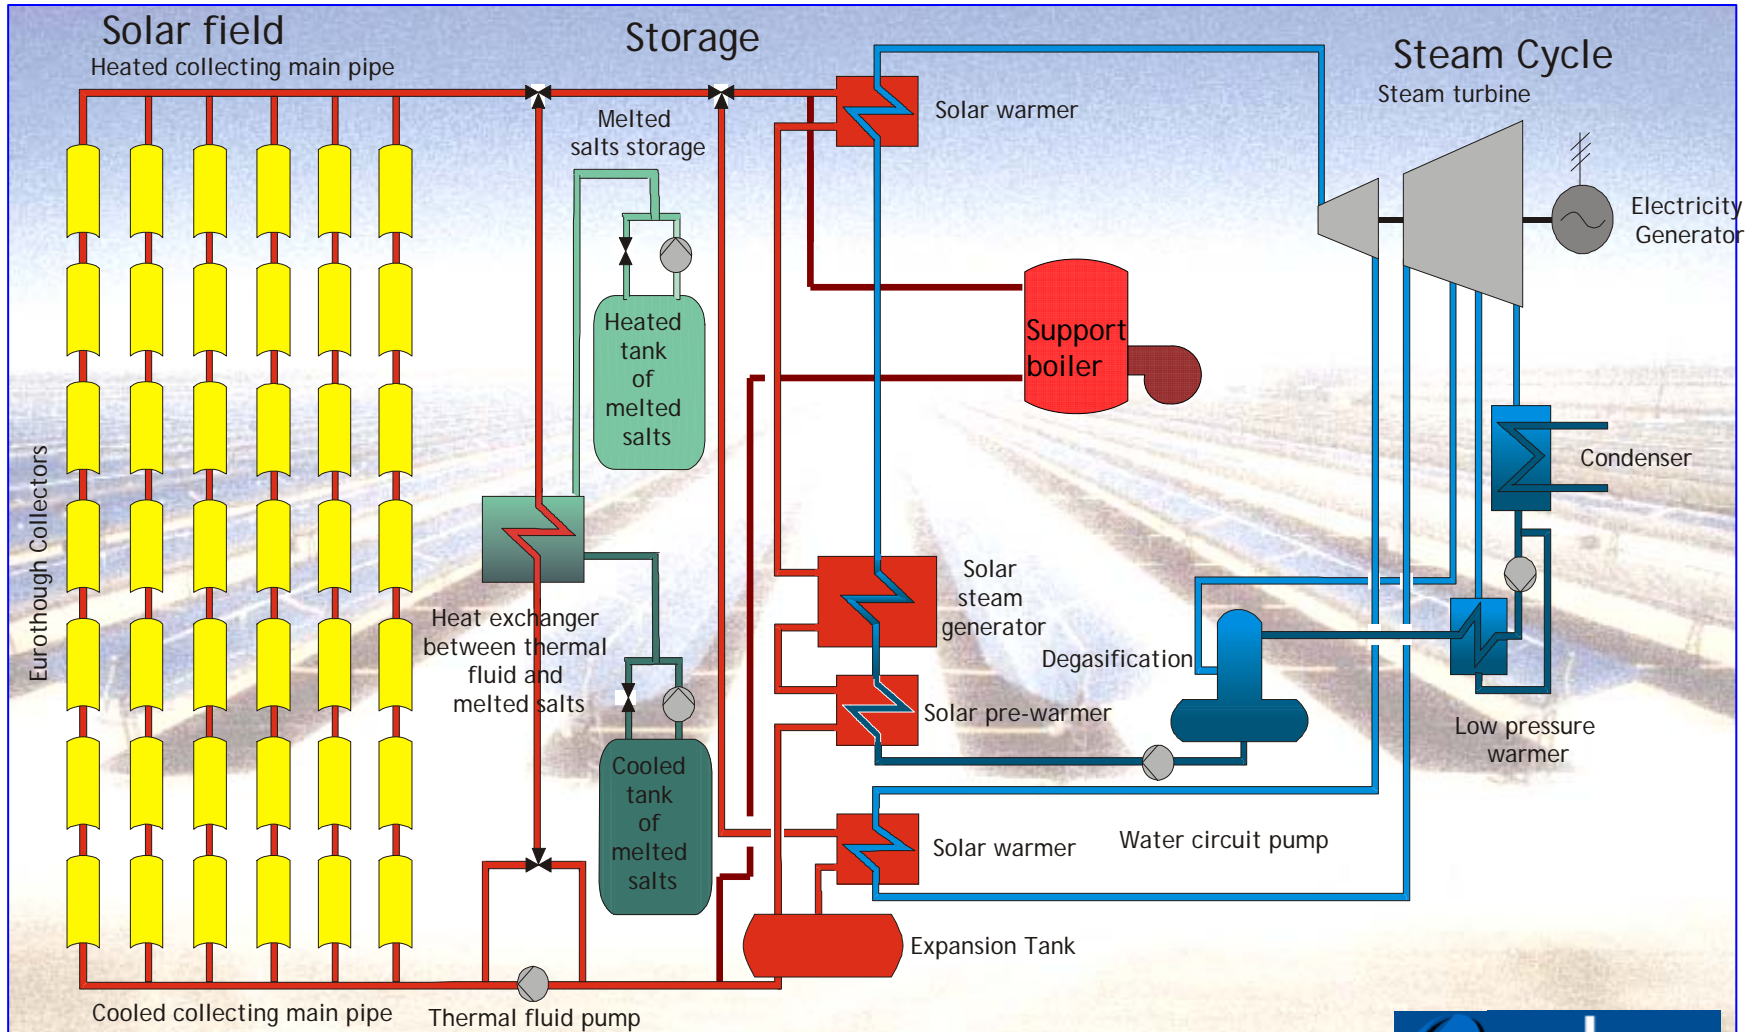 Solar field
Heated collecting main pipe
Storage
Steam Cycle
Steam turbine
Solar warmer
Melted
salts storage
Electricity
Generator
Heated
tank
of
melted
salts
Support
boiler
Condenser
Eurothough Collectors
Heat exchanger
between thermal
fluid and
melted salts
Solar
steam
generator
Degasification
Solar pre-warmer
Low pressure
warmer
Cooled
tank
of
melted
salts
Solar warmer
Water circuit pump
Expansion Tank
Cooled collecting main pipe
Thermal fluid pump